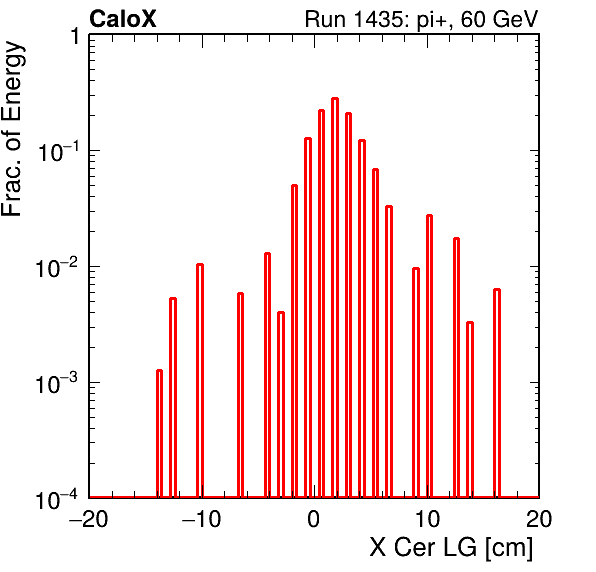 CaloX Run 1435: pi+, 60 GeV
Frac. of Energy
1
10⁻¹
10⁻²
10⁻³
10⁻⁴
−20 −10 0 10 20
X Cer LG [cm]